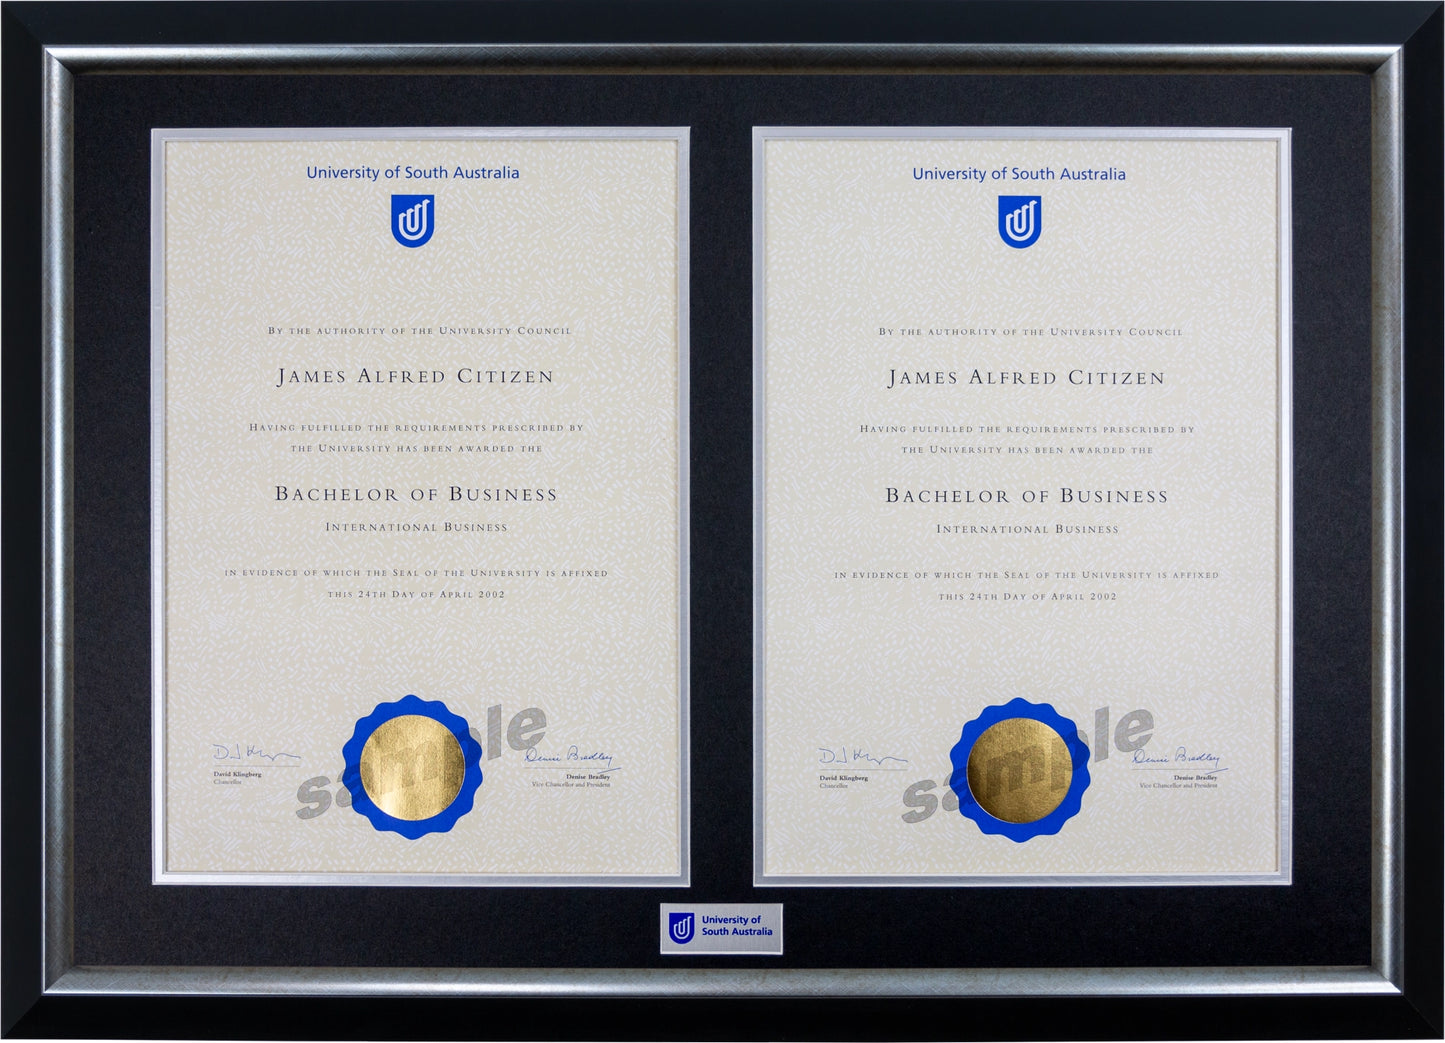 University of South Australia
By the authority of the University Council
James Alfred Citizen
Having fulfilled the requirements prescribed by
the University has been awarded the
Bachelor of Business
International Business
in evidence of which the Seal of the University is affixed
this 24th Day of April 2002
sample
Denise Bradley
David Klingberg
Chancellor
Denise Bradley
Vice Chancellor and President
University of South Australia
By the authority of the University Council
James Alfred Citizen
Having fulfilled the requirements prescribed by
the University has been awarded the
Bachelor of Business
International Business
in evidence of which the Seal of the University is affixed
this 24th Day of April 2002
sample
Denise Bradley
David Klingberg
Chancellor
Denise Bradley
Vice Chancellor and President
University of
South Australia